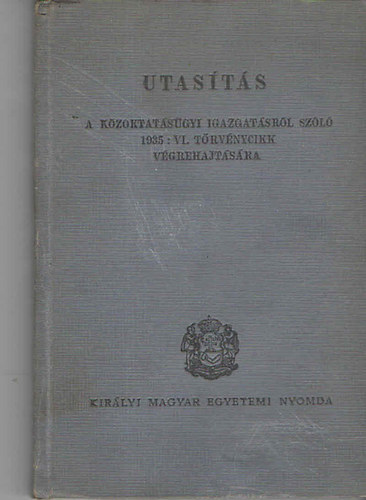 UTASÍTÁS
A KÖZOKTATÁSÜGYI IGAZGATÁSRÓL SZÓLÓ
1935 : VI. TÖRVÉNYCIKK
VÉGREHAJTÁSÁRA
KIRÁLYI MAGYAR EGYETEMI NYOMDA